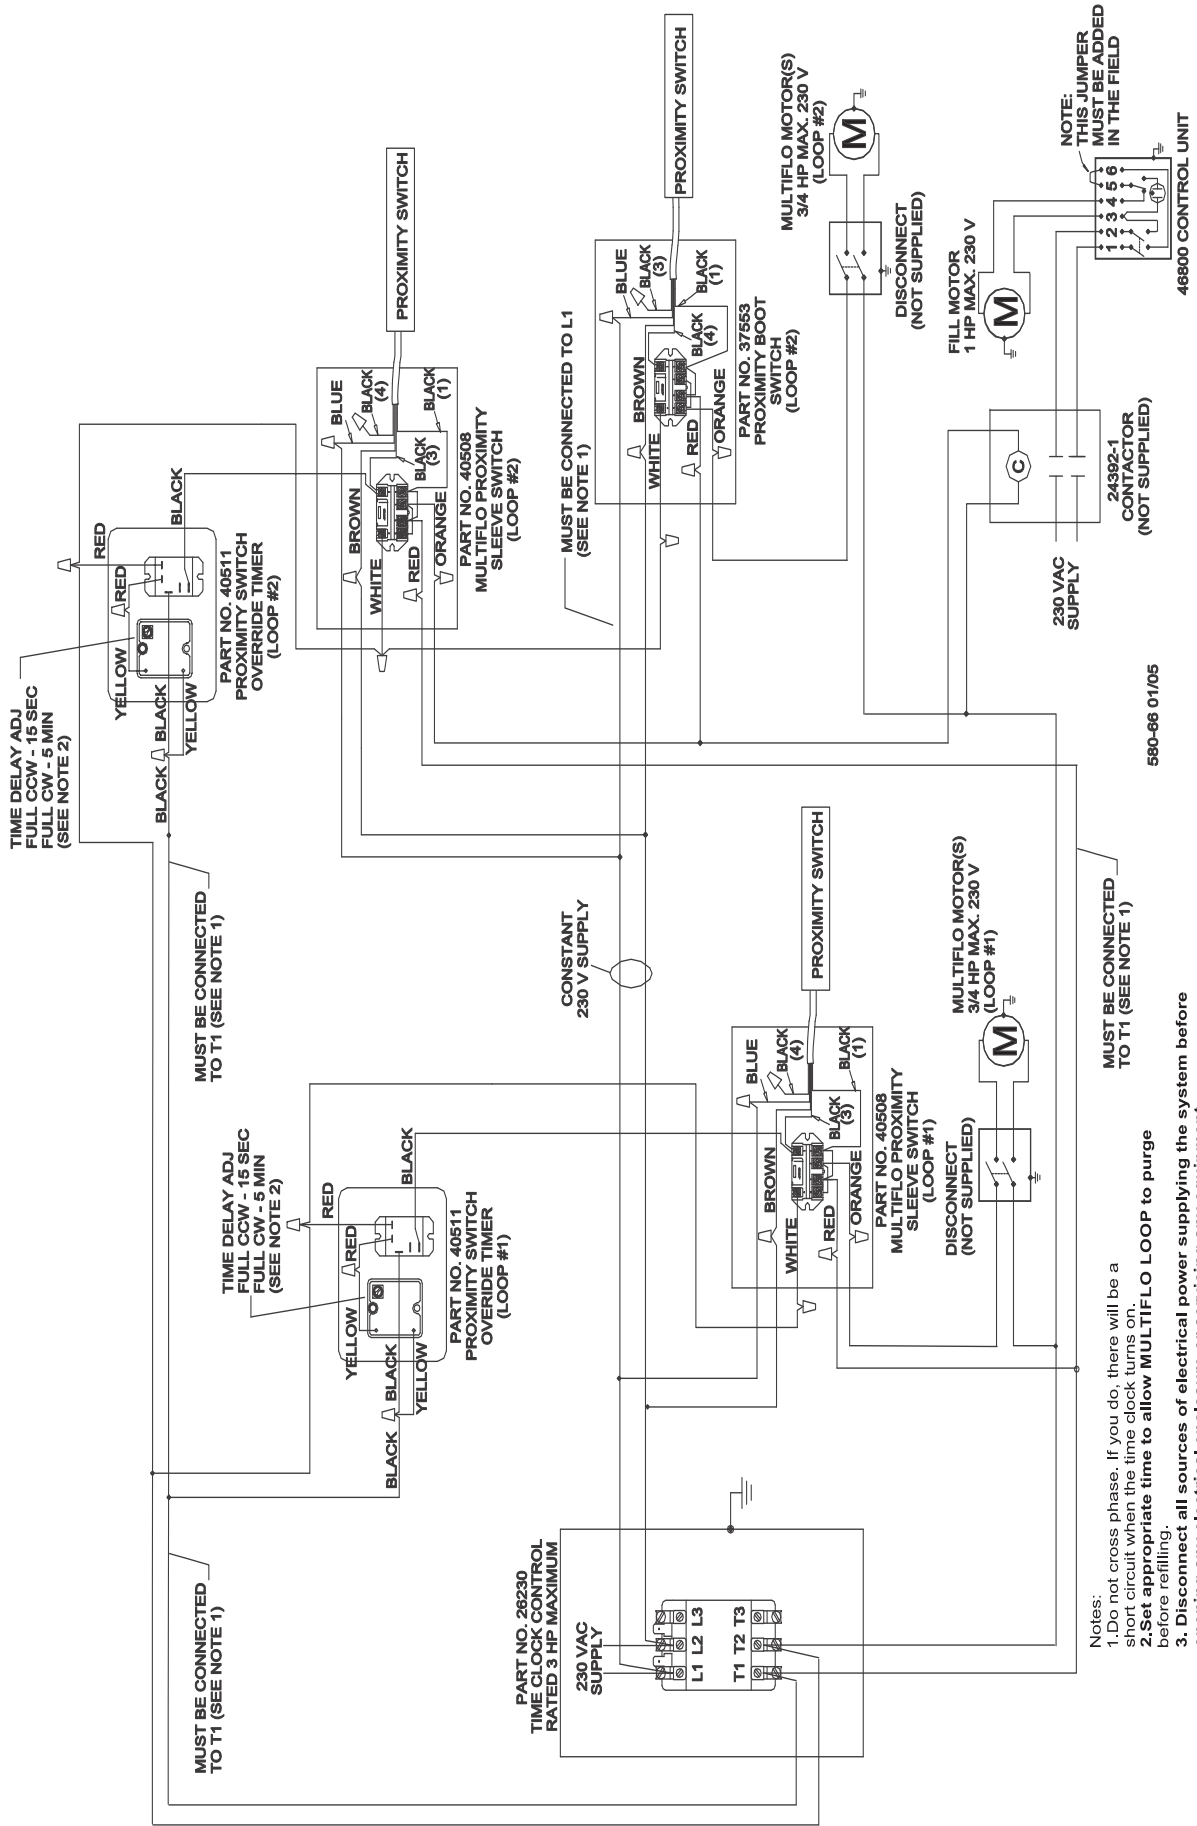 TIME DELAY ADJ
FULL CCW - 15 SEC
FULL CW - 5 MIN
(SEE NOTE 2)
RED
RED
BLACK
YELLOW
BLACK
BLACK
YELLOW
PART NO. 40511
PROXIMITY SWITCH
OVERRIDE TIMER
(LOOP #2)
MUST BE CONNECTED
TO T1 (SEE NOTE 1)
MUST BE CONNECTED
TO T1 (SEE NOTE 1)
TIME DELAY ADJ
FULL CCW - 15 SEC
FULL CW - 5 MIN
(SEE NOTE 2)
RED
RED
BLACK
YELLOW
BLACK
BLACK
YELLOW
PART NO. 40511
PROXIMITY SWITCH
OVERIDE TIMER
(LOOP #1)
PROXIMITY SWITCH
BLUE
BLACK
(4)
BLACK
(1)
BLACK
(3)
BROWN
WHITE
RED
ORANGE
PART NO. 40508
MULTIFLO PROXIMITY
SLEEVE SWITCH
(LOOP #2)
MUST BE CONNECTED TO L1
(SEE NOTE 1)
PROXIMITY SWITCH
BLUE
BLACK
(3)
BLACK
(1)
BLACK
(4)
BROWN
WHITE
RED
ORANGE
PART NO. 37553
PROXIMITY BOOT
SWITCH
(LOOP #2)
CONSTANT
230 V SUPPLY
MULTIFLO MOTOR(S)
3/4 HP MAX. 230 V
(LOOP #2)
M
DISCONNECT
(NOT SUPPLIED)
FILL MOTOR
1 HP MAX. 230 V
M
NOTE:
THIS JUMPER
MUST BE ADDED
IN THE FIELD
1 2 3 4 5 6
46800 CONTROL UNIT
C
24392-1
CONTACTOR
(NOT SUPPLIED)
230 VAC
SUPPLY
580-66 01/05
PROXIMITY SWITCH
BLUE
BLACK
(4)
BLACK
(1)
BLACK
(3)
BROWN
WHITE
RED
ORANGE
PART NO. 40508
MULTIFLO PROXIMITY
SLEEVE SWITCH
(LOOP #1)
MULTIFLO MOTOR(S)
3/4 HP MAX. 230 V
(LOOP #1)
M
DISCONNECT
(NOT SUPPLIED)
MUST BE CONNECTED
TO T1 (SEE NOTE 1)
PART NO. 26230
TIME CLOCK CONTROL
RATED 3 HP MAXIMUM
230 VAC
SUPPLY
L1 L2 L3
T1 T2 T3
Notes:
1.Do not cross phase. If you do, there will be a
short circuit when the time clock turns on.
2.Set appropriate time to allow MULTIFLO LOOP to purge
before refilling.
3. Disconnect all sources of electrical power supplying the system before